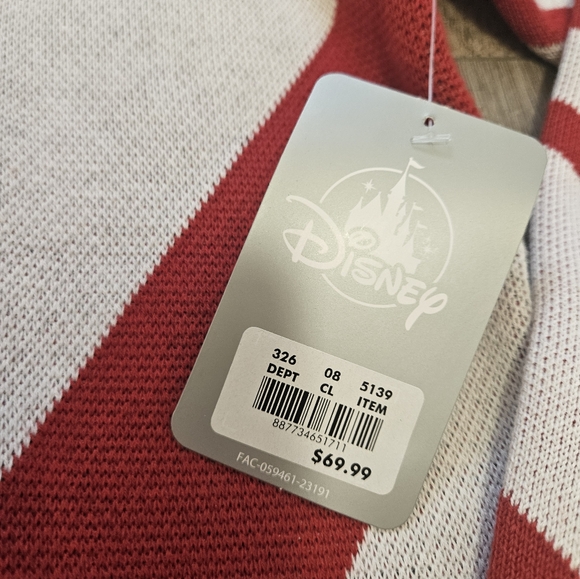 Disney
326 08 5139
DEPT CL ITEM
887734651711
$69.99
FAC-059461-23191